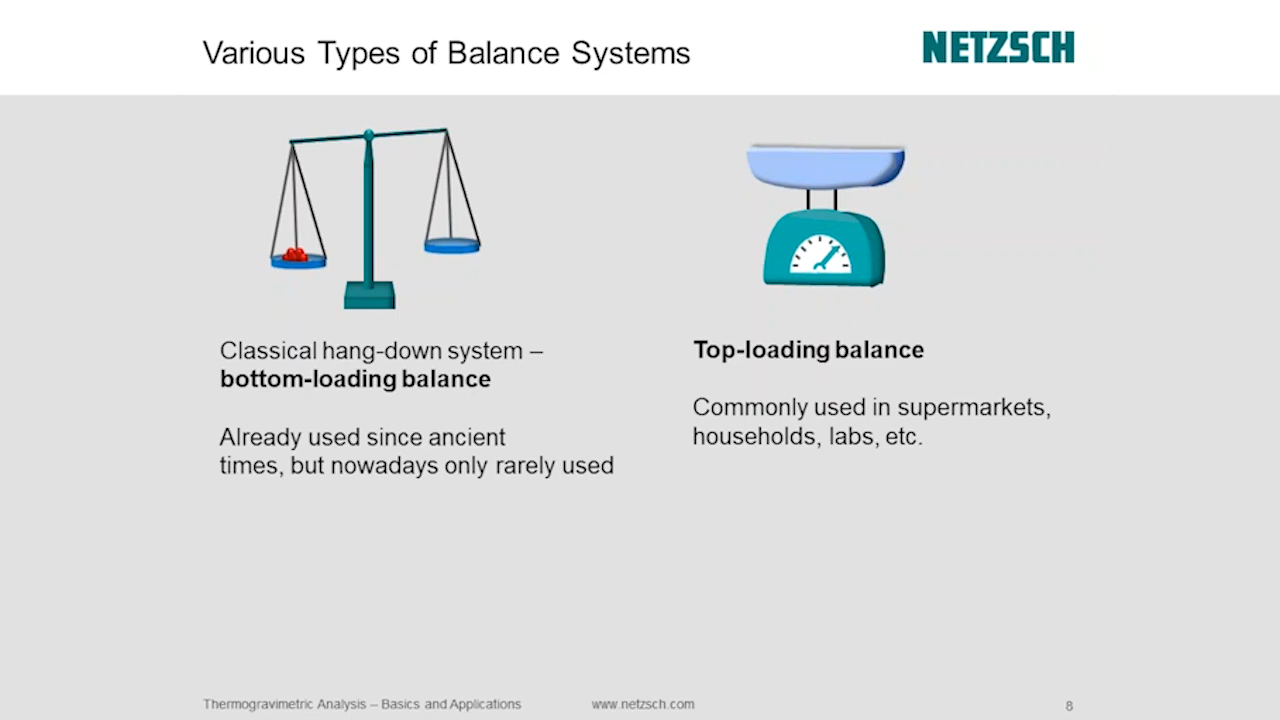 Various Types of Balance Systems
NETZSCH
Classical hang-down system –
bottom-loading balance
Already used since ancient
times, but nowadays only rarely used
Top-loading balance
Commonly used in supermarkets,
households, labs, etc.
Thermogravimetric Analysis – Basics and Applications
www.netzsch.com
8